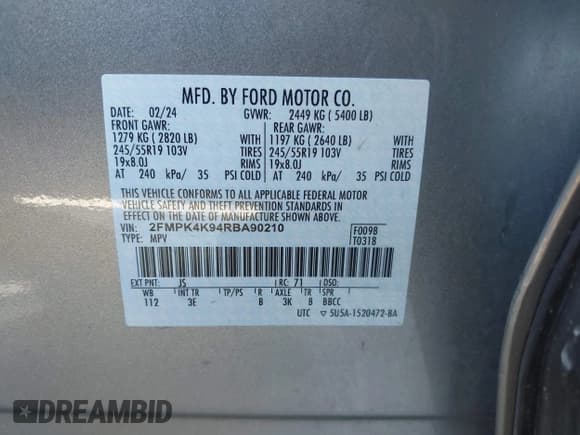 MFD. BY FORD MOTOR CO.
DATE: 02/24 GVWR: 2449 KG ( 5400 LB)
FRONT GAWR: REAR GAWR:
1279 KG ( 2820 LB) WITH 1197 KG ( 2640 LB) WITH
245/55R19 103V TIRES 245/55R19 103V TIRES
19x8.0J RIMS 19x8.0J RIMS
AT 240 kPa/ 35 PSI COLD AT 240 kPa/ 35 PSI COLD
THIS VEHICLE CONFORMS TO ALL APPLICABLE FEDERAL MOTOR
VEHICLE SAFETY AND THEFT PREVENTION STANDARDS IN
EFFECT ON THE DATE OF MANUFACTURE SHOWN ABOVE.
VIN: 2FMPK4K94RBA90210 F0098
TYPE: MPV T0318
EXT PNT: JS RC: 71 DSO:
WB INT TR TP/PS R AXLE TR SPR
112 3E B 3K B BBCC
UTC ▽ 5U5A-1520472-BA
DREAMBID